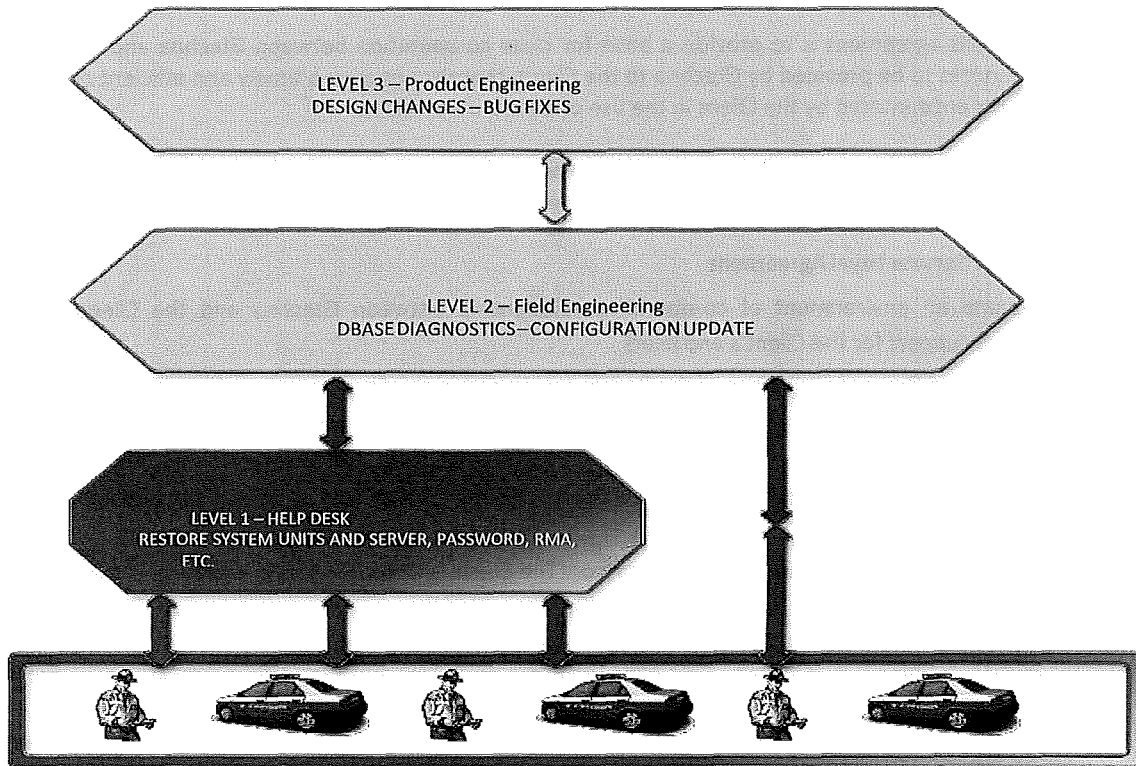 LEVEL 3 – Product Engineering
DESIGN CHANGES – BUG FIXES
LEVEL 2 – Field Engineering
DBASE DIAGNOSTICS – CONFIGURATION UPDATE
LEVEL 1 – HELP DESK
RESTORE SYSTEM UNITS AND SERVER, PASSWORD, RMA,
ETC.